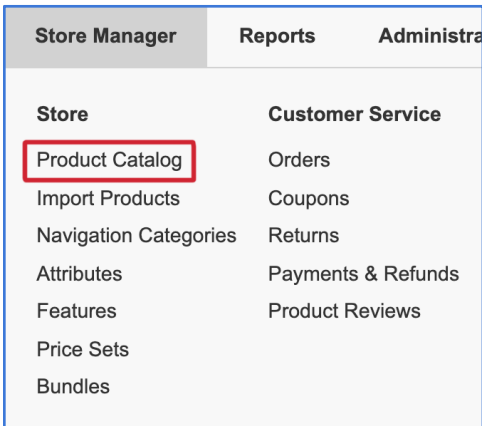 Store Manager Reports Administra
Store
Product Catalog
Import Products
Navigation Categories
Attributes
Features
Price Sets
Bundles
Customer Service
Orders
Coupons
Returns
Payments & Refunds
Product Reviews